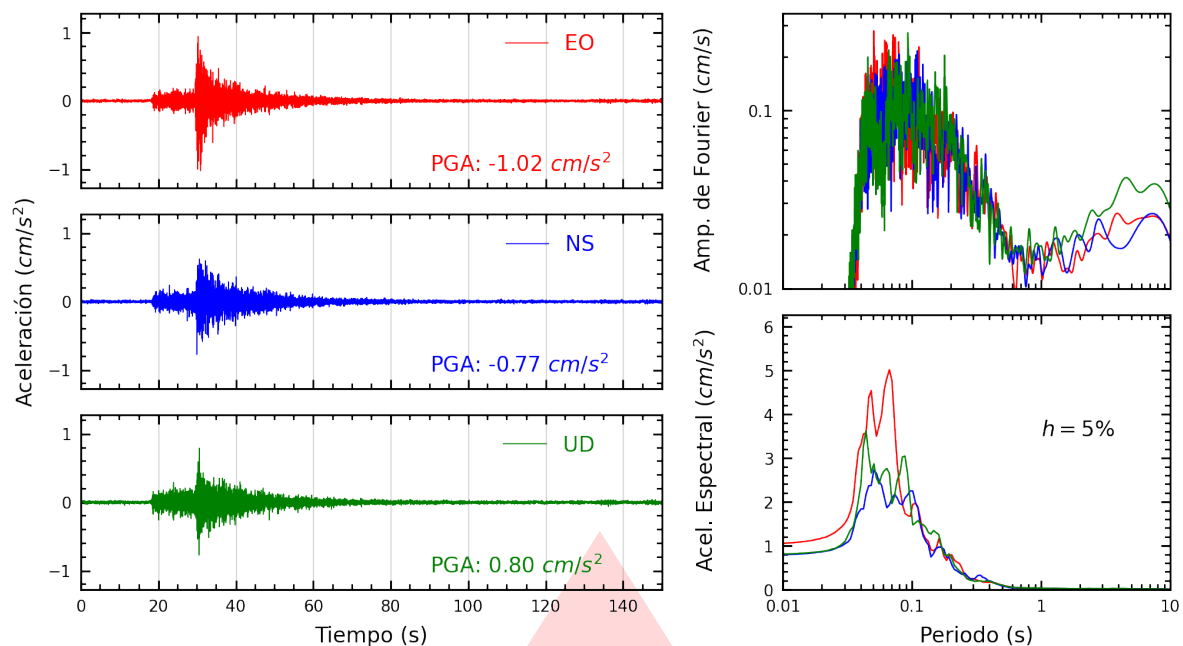 Aceleración (cm/s²)
1
0
−1
EO
PGA: -1.02 cm/s²
1
0
−1
NS
PGA: -0.77 cm/s²
1
0
−1
UD
PGA: 0.80 cm/s²
0 20 40 60 80 100 120 140
Tiempo (s)
Amp. de Fourier (cm/s)
0.1
0.01
Acel. Espectral (cm/s²)
6
5
4
3
2
1
0
h = 5%
0.01 0.1 1 10
Periodo (s)